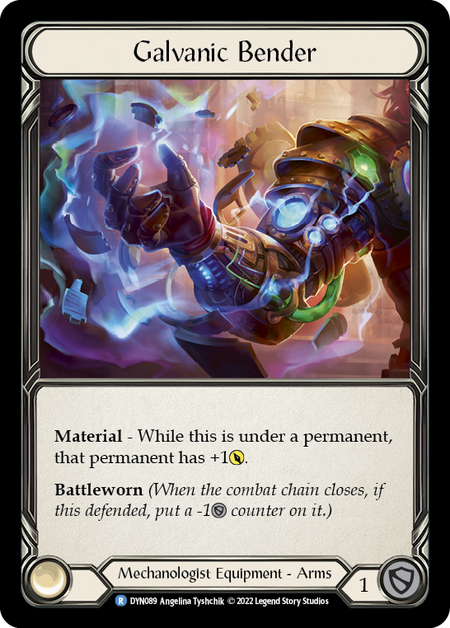 Galvanic Bender
Material - While this is under a permanent,
that permanent has +1.
Battleworn (When the combat chain closes, if
this defended, put a -1 counter on it.)
Mechanologist Equipment - Arms
1
R DYN089 Angelina Tyshchik © 2022 Legend Story Studios